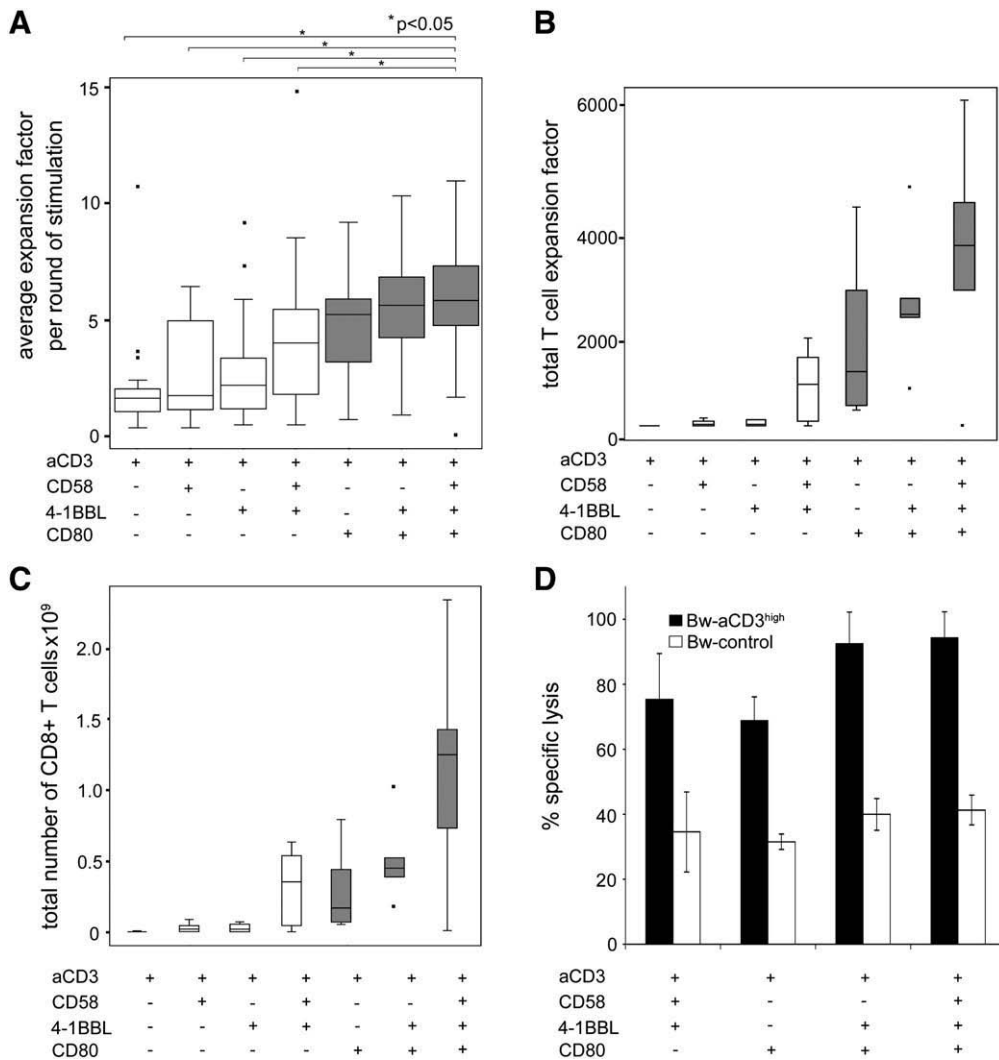 A
* p<0.05
*
*
*
*
average expansion factor
per round of stimulation
15
10
5
0
aCD3 + + + + + + +
CD58 - + - + - - +
4-1BBL - - + + - + +
CD80 - - - - + + +
B
total T cell expansion factor
6000
4000
2000
0
aCD3 + + + + + + +
CD58 - + - + - - +
4-1BBL - - + + - + +
CD80 - - - - + + +
C
total number of CD8+ T cells x10⁹
2.0
1.5
1.0
0.5
0
aCD3 + + + + + + +
CD58 - + - + - - +
4-1BBL - - + + - + +
CD80 - - - - + + +
D
% specific lysis
100
80
60
40
20
0
Bw-aCD3ʰⁱᵍʰ
Bw-control
aCD3 + + + +
CD58 + - - +
4-1BBL + - + +
CD80 - + + +